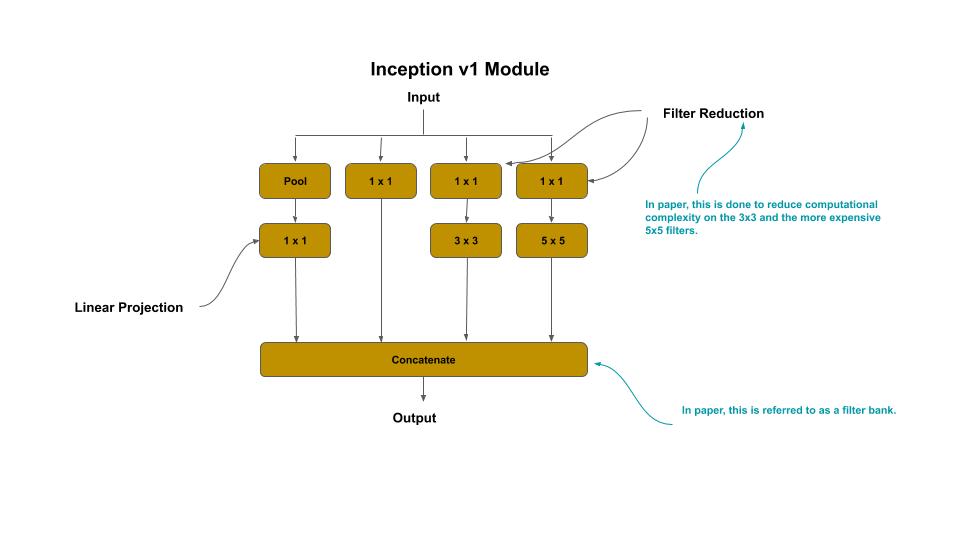 Inception v1 Module
Input
Filter Reduction
Pool
1 x 1
1 x 1
1 x 1
In paper, this is done to reduce computational
complexity on the 3x3 and the more expensive
5x5 filters.
1 x 1
3 x 3
5 x 5
Linear Projection
Concatenate
In paper, this is referred to as a filter bank.
Output